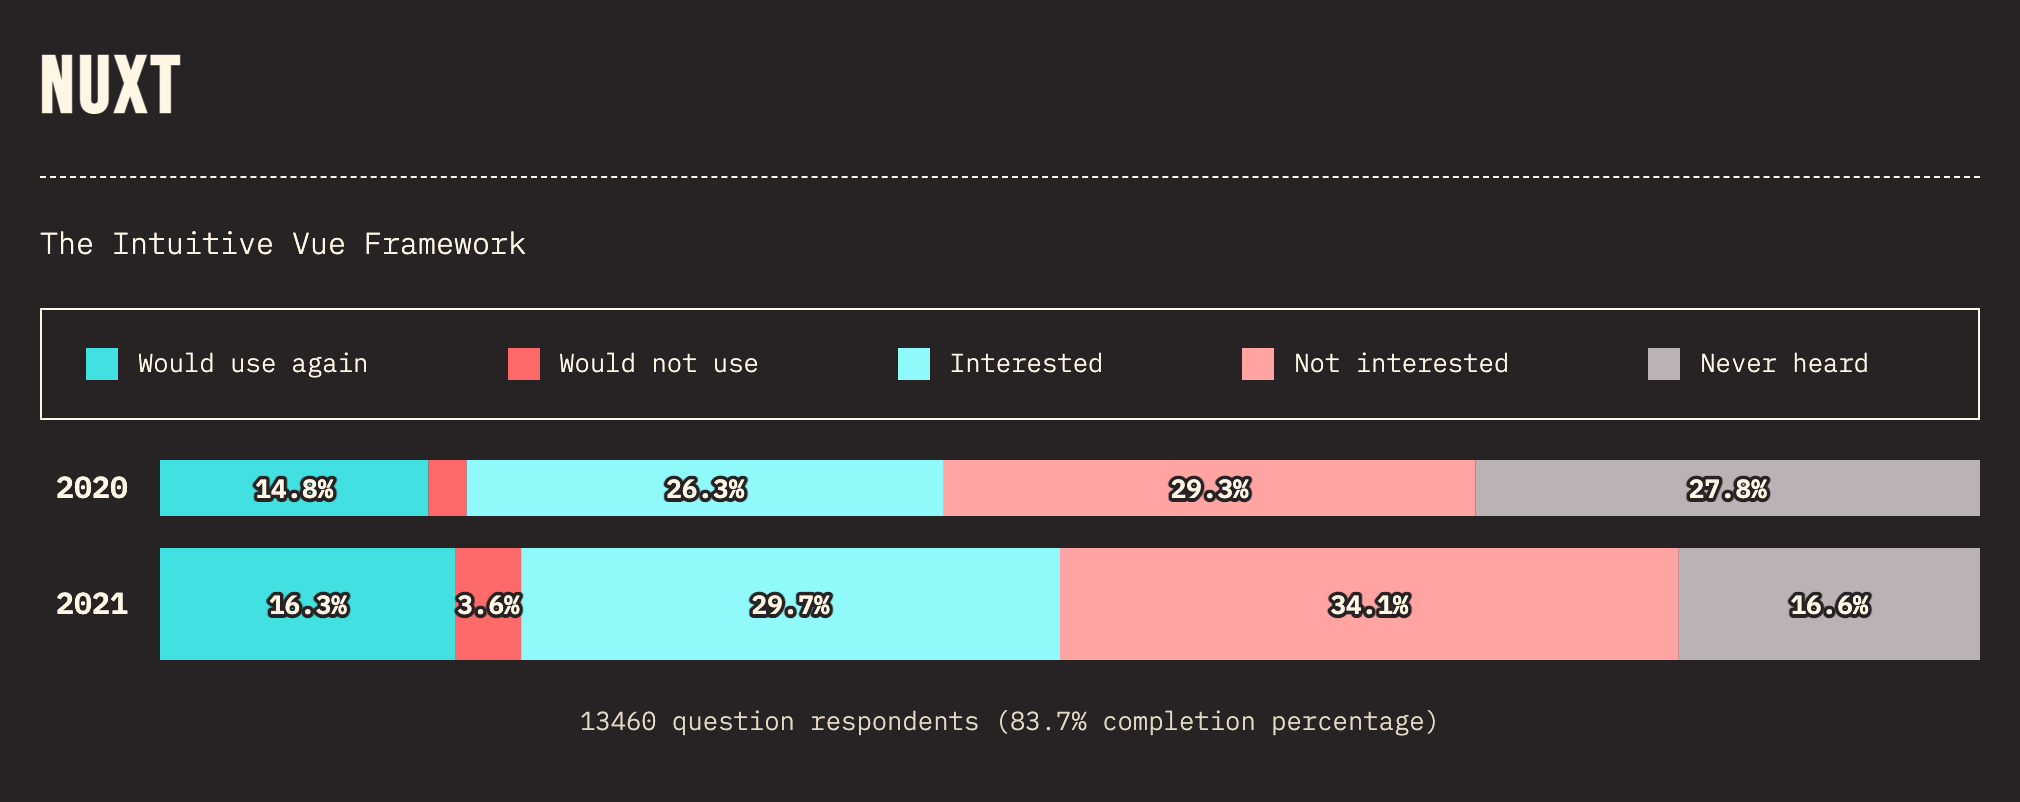 NUXT
The Intuitive Vue Framework
Would use again Would not use Interested Not interested Never heard
2020 14.8% 26.3% 29.3% 27.8%
2021 16.3% 3.6% 29.7% 34.1% 16.6%
13460 question respondents (83.7% completion percentage)